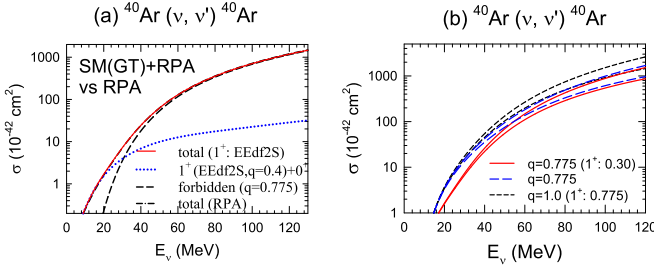 (a) ⁴⁰Ar (ν, ν') ⁴⁰Ar
1000
100
10
1
σ (10⁻⁴² cm²)
SM(GT)+RPA
vs RPA
total (1⁺: EEdf2S)
1⁺(EEdf2S,q=0.4)+0⁻
forbidden (q=0.775)
total (RPA)
0 20 40 60 80 100 120
Eᵥ (MeV)
(b) ⁴⁰Ar (ν, ν') ⁴⁰Ar
1000
100
10
1
σ (10⁻⁴² cm²)
q=0.775 (1⁺: 0.30)
q=0.775
q=1.0 (1⁺: 0.775)
0 20 40 60 80 100 120
Eᵥ (MeV)